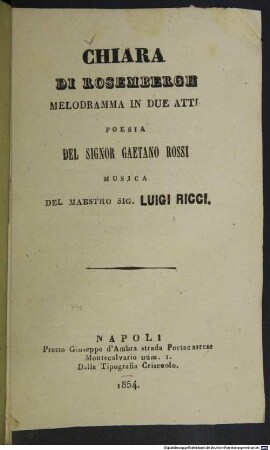 CHIARA
DI ROSEMBERGH
MELODRAMMA IN DUE ATTI
POESIA
DEL SIGNOR GAETANO ROSSI
MUSICA
DEL MAESTRO SIG. LUIGI RICCI.
NAPOLI
Presso Giuseppe d'Ambra strada Portacarrese
Montecalvario num. 1.
Dalla Tipografia Criscuolo.
1854.